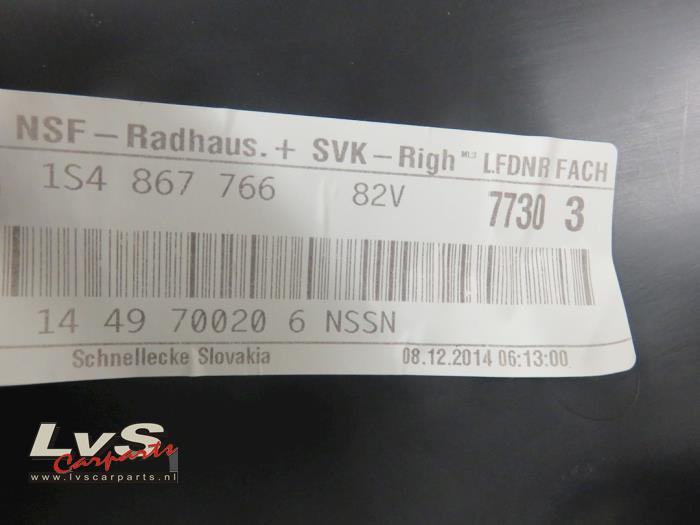 NSF-Radhaus.+ SVK-Righ LFDNR FACH
1S4 867 766 82V 7730 3
14 49 70020 6 NSSN
Schnellecke Slovakia 08.12.2014 06:13:00
LvS
Carparts
www.lvscarparts.nl